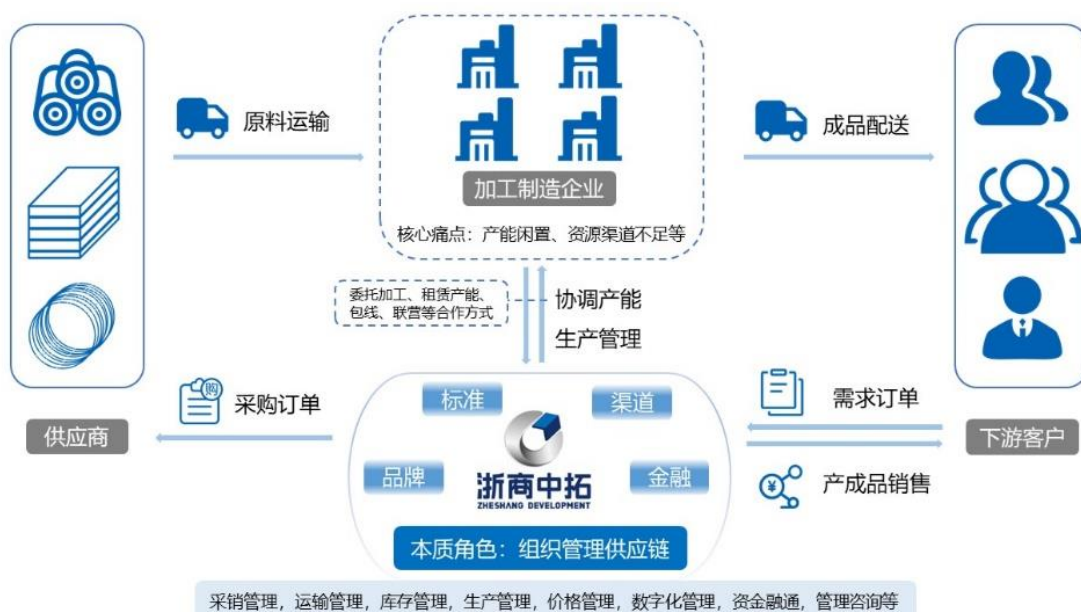 原料运输
加工制造企业
核心痛点：产能闲置、资源渠道不足等
成品配送
委托加工、租赁产能、
包线、联营等合作方式
协调产能
生产管理
供应商
购
采购订单
标准
渠道
品牌
金融
浙商中拓
ZHESHANG DEVELOPMENT
本质角色：组织管理供应链
需求订单
¥
产成品销售
下游客户
采销管理，运输管理，库存管理，生产管理，价格管理，数字化管理，资金融通，管理咨询等